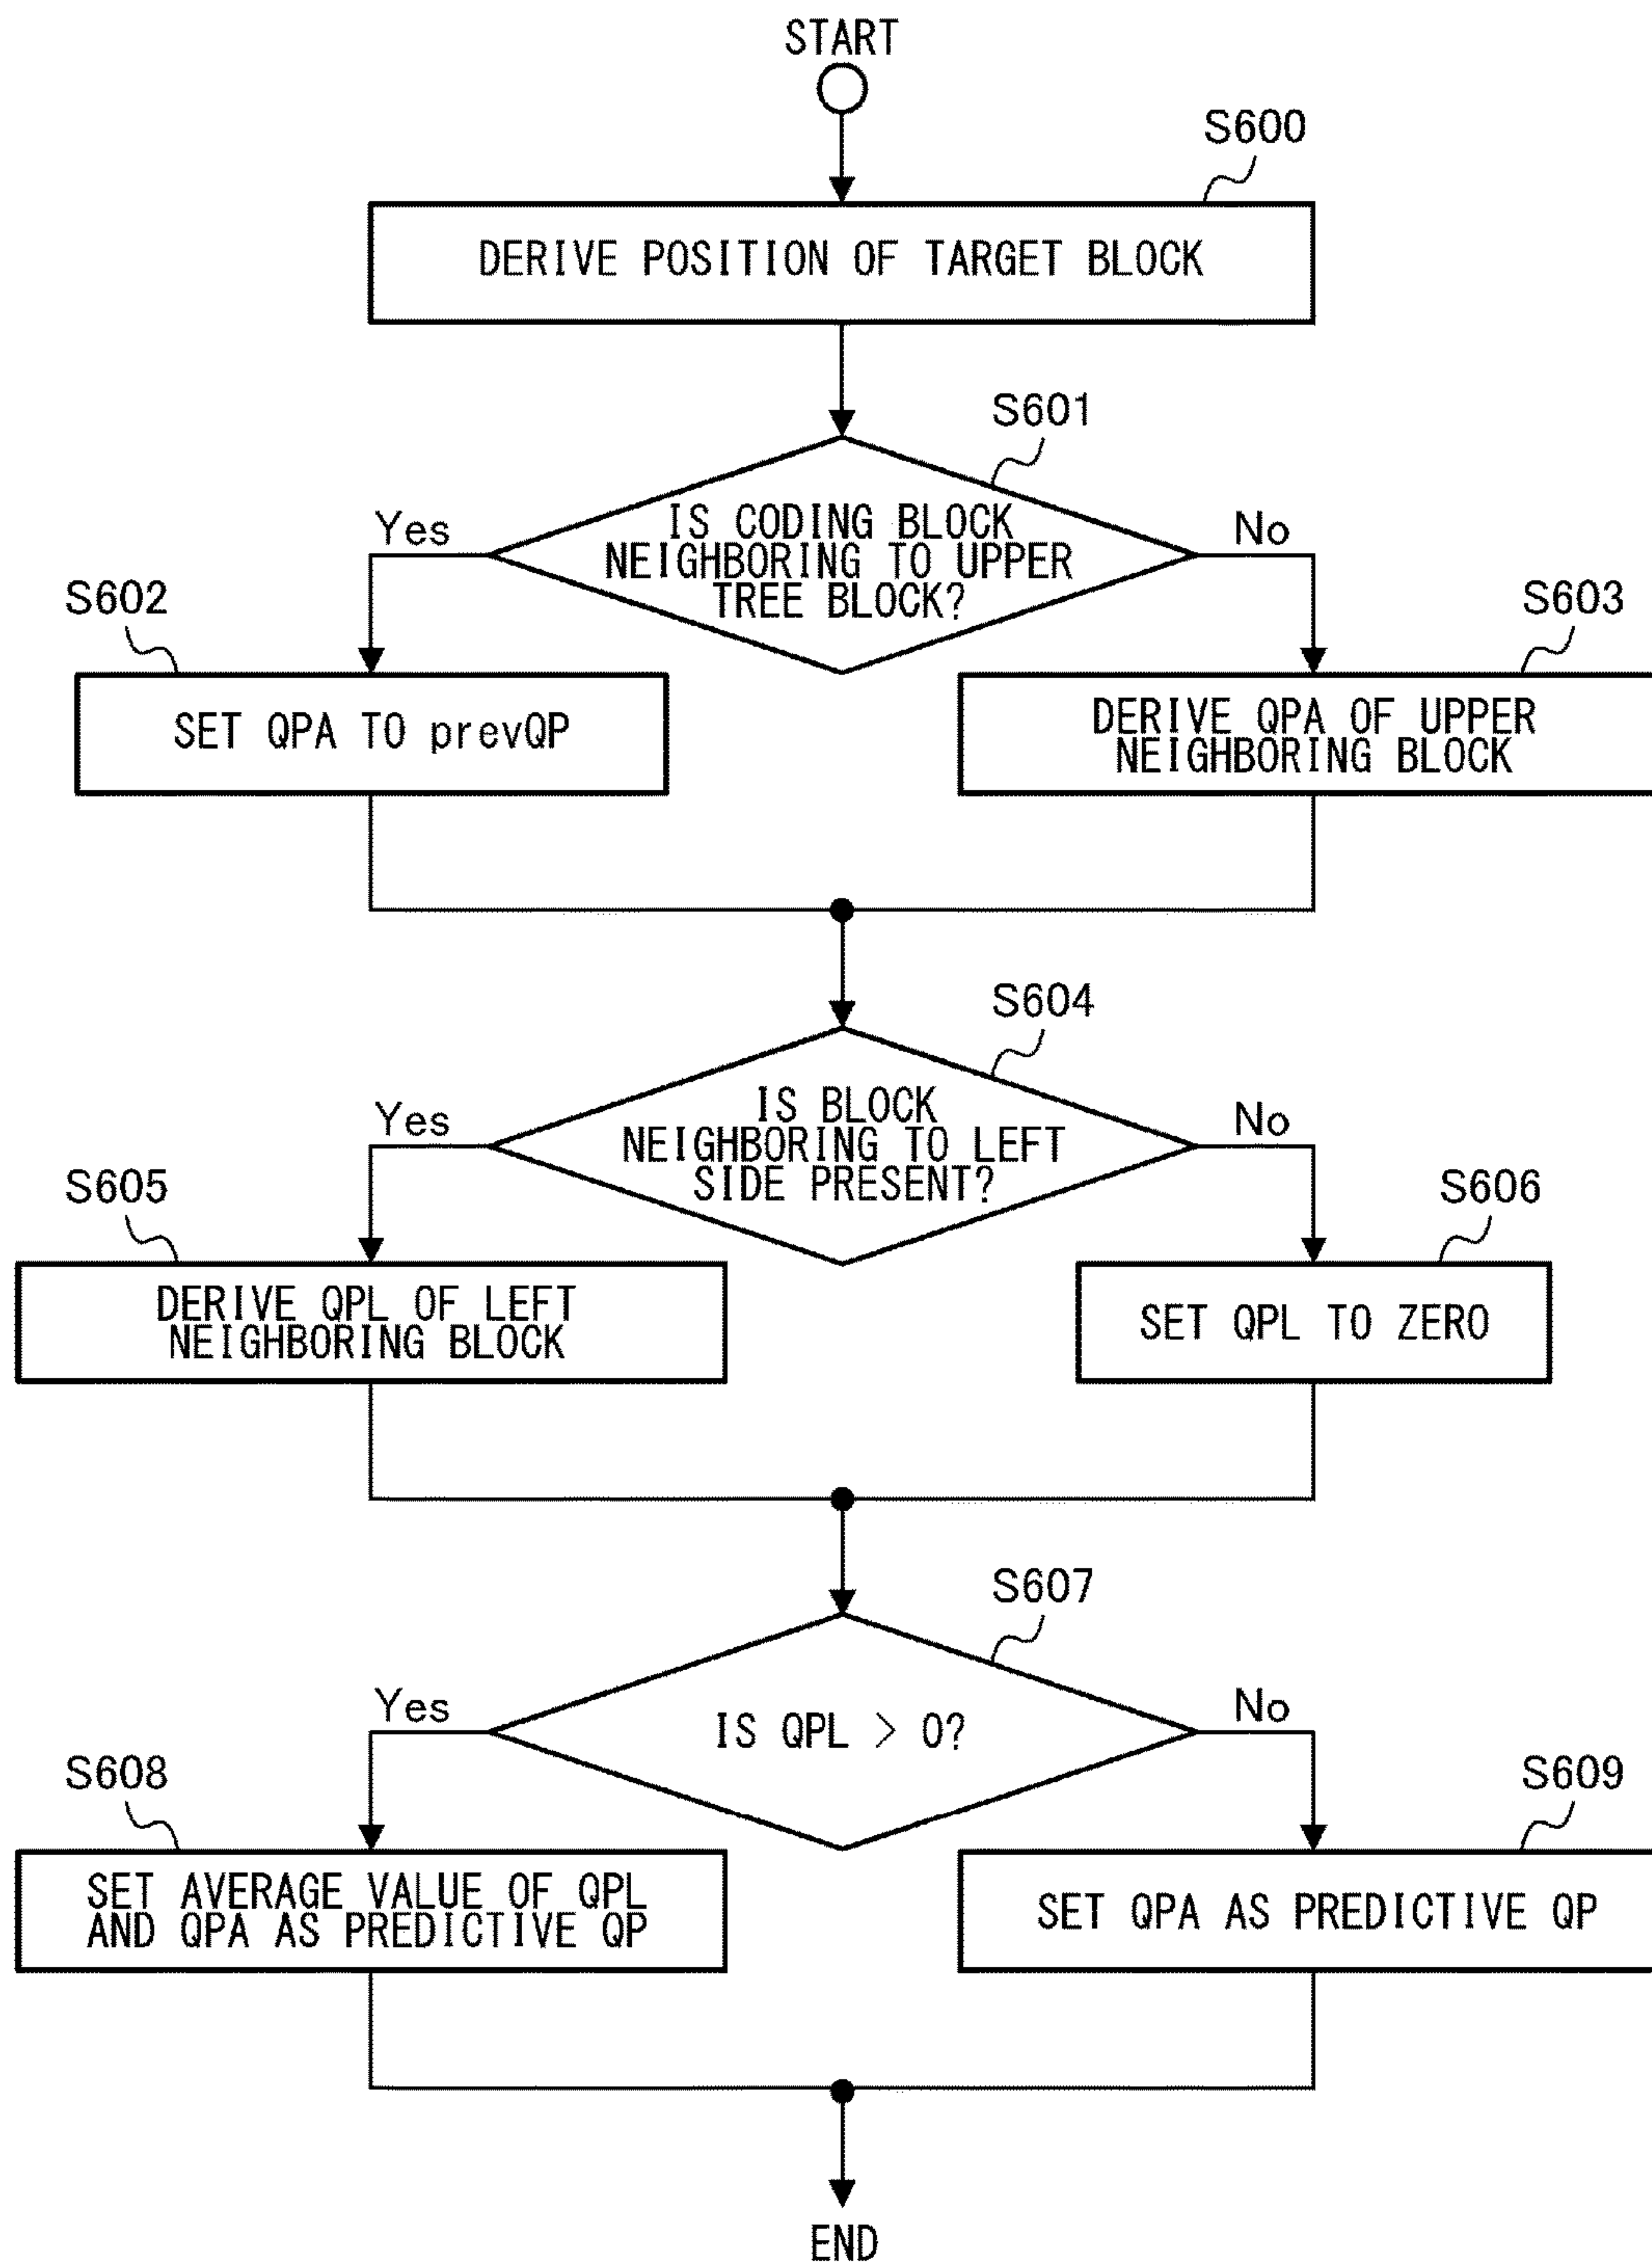 START
S600
DERIVE POSITION OF TARGET BLOCK
S601
IS CODING BLOCK
NEIGHBORING TO UPPER
TREE BLOCK?
Yes
No
S602
SET QPA TO prevQP
S603
DERIVE QPA OF UPPER
NEIGHBORING BLOCK
S604
IS BLOCK
NEIGHBORING TO LEFT
SIDE PRESENT?
Yes
No
S605
DERIVE QPL OF LEFT
NEIGHBORING BLOCK
S606
SET QPL TO ZERO
S607
IS QPL > 0?
Yes
No
S608
SET AVERAGE VALUE OF QPL
AND QPA AS PREDICTIVE QP
S609
SET QPA AS PREDICTIVE QP
END